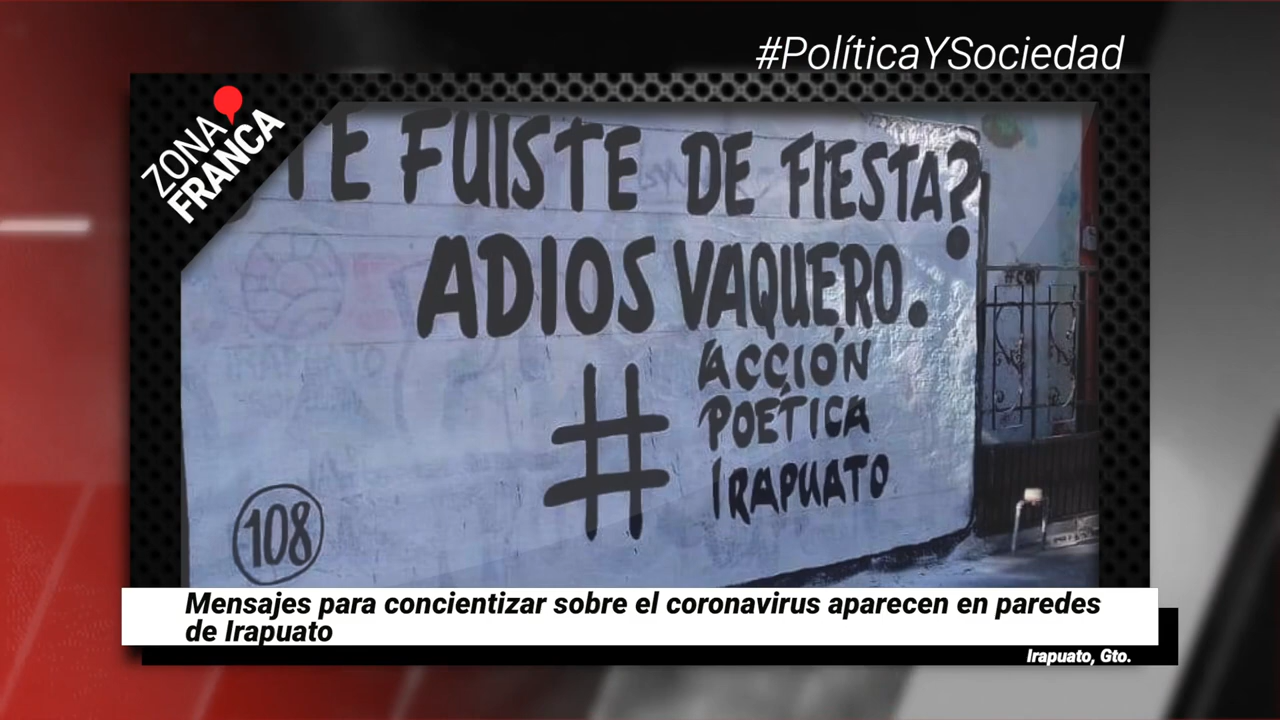 #PolíticaYSociedad
ZONA
FRANCA
TE FUISTE DE FIESTA?
ADIOS VAQUERO.
#
ACCIÓN
POÉTICA
IRAPUATO
108
Mensajes para concientizar sobre el coronavirus aparecen en paredes
de Irapuato
Irapuato, Gto.